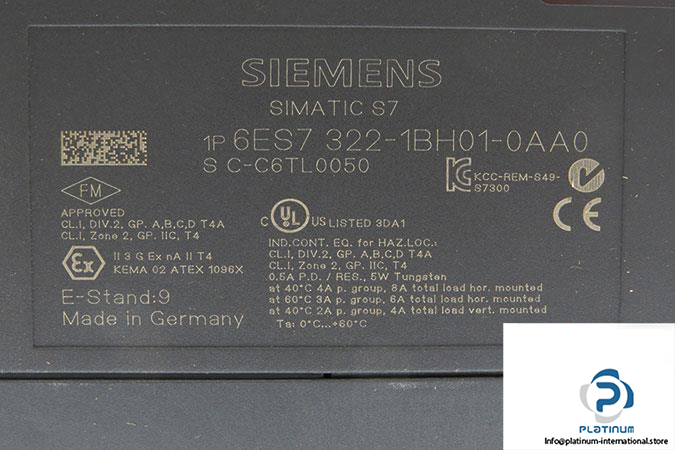 SIEMENS
SIMATIC S7
1P 6ES7 322-1BH01-0AA0
S C-C6TL0050
KCC-REM-S49-
S7300
FM
APPROVED
CL.I, DIV.2, GP. A,B,C,D T4A
CL.I, Zone 2, GP. IIC, T4
Ex
II 3 G Ex nA II T4
KEMA 02 ATEX 1096X
E-Stand:9
Made in Germany
C UL US LISTED 3DA1
IND.CONT. EQ. for HAZ.LOC.:
CL.I, DIV.2, GP. A,B,C,D T4A
CL.I, Zone 2, GP. IIC, T4
0.5A P.D. / RES., 5W Tungsten
at 40°C 4A p. group, 8A total load hor. mounted
at 60°C 3A p. group, 6A total load hor. mounted
at 40°C 2A p. group, 4A total load vert. mounted
Ta: 0°C...+60°C
CE
PLATINUM
Info@platinum-international.store